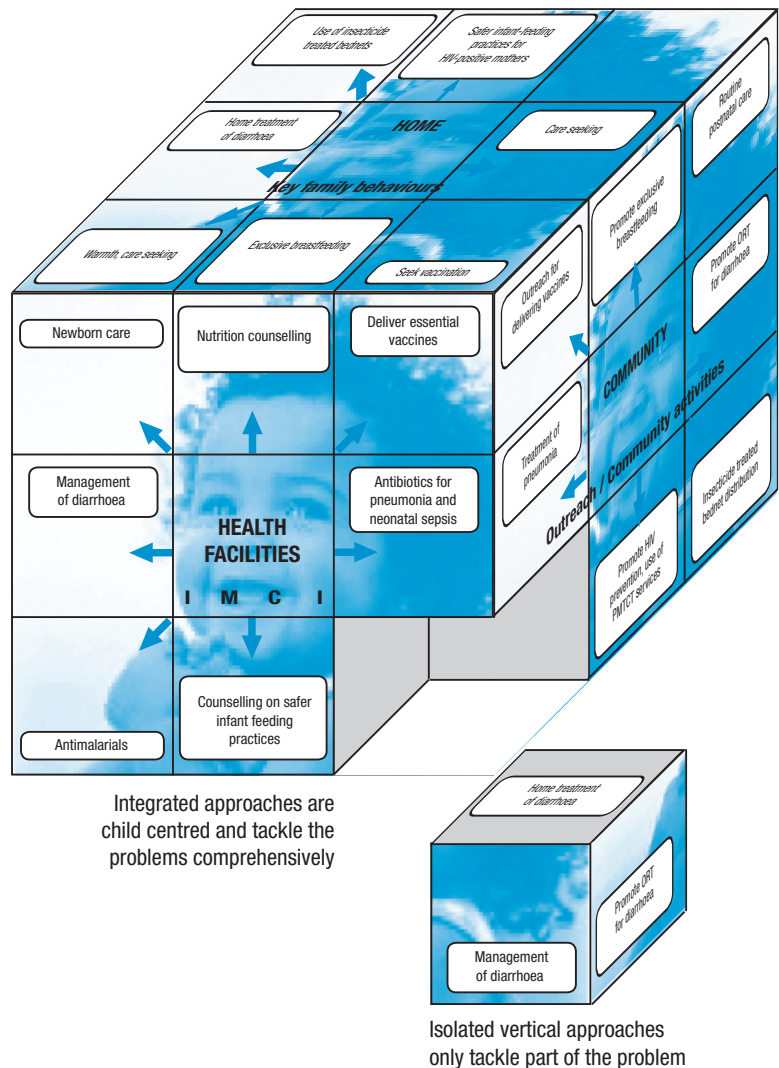 Use of insecticide
treated bednets
Safer infant-feeding
practices for
HIV-positive mothers
Home treatment
of diarrhoea
HOME
Care seeking
Key family behaviours
Warmth, care seeking
Exclusive breastfeeding
Seek vaccination
Newborn care
Nutrition counselling
Deliver essential
vaccines
Management
of diarrhoea
HEALTH
FACILITIES
I M C I
Antibiotics for
pneumonia and
neonatal sepsis
Antimalarials
Counselling on safer
infant feeding
practices
Outreach for
delivering vaccines
Promote exclusive
breastfeeding
Routine
postnatal care
Treatment of
pneumonia
COMMUNITY
Promote ORT
for diarrhoea
Outreach / Community activities
Promote HIV
prevention, use of
PMTCT services
Insecticide treated
bednet distribution
Integrated approaches are
child centred and tackle the
problems comprehensively
Home treatment
of diarrhoea
Management
of diarrhoea
Promote ORT
for diarrhoea
Isolated vertical approaches
only tackle part of the problem